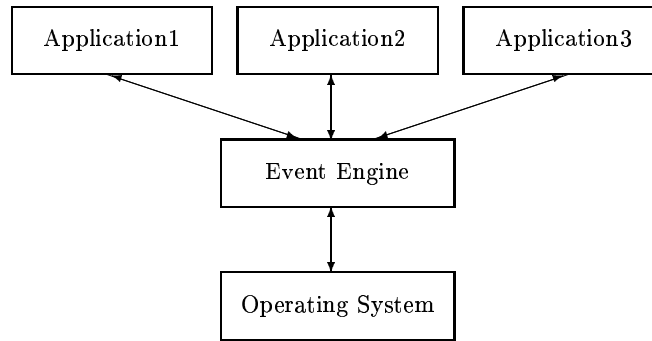 Application1
Application2
Application3
Event Engine
Operating System